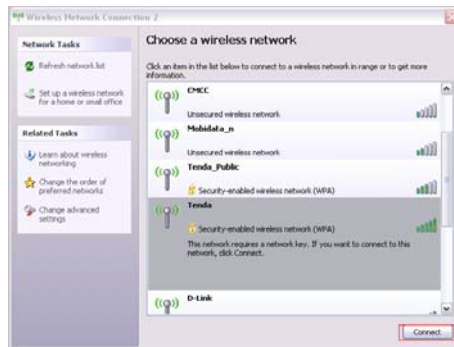 Wireless Network Connection 2
Network Tasks
Refresh network list
Set up a wireless network
for a home or small office
Related Tasks
Learn about wireless
networking
Change the order of
preferred networks
Change advanced
settings
Choose a wireless network
Click an item in the list below to connect to a wireless network in range or to get more
information.
CMCC
Unsecured wireless network
Mobidata_n
Unsecured wireless network
Tenda_Public
Security-enabled wireless network (WPA)
Tenda
Security-enabled wireless network (WPA)
This network requires a network key. If you want to connect to this
network, click Connect.
D-Link
Connect